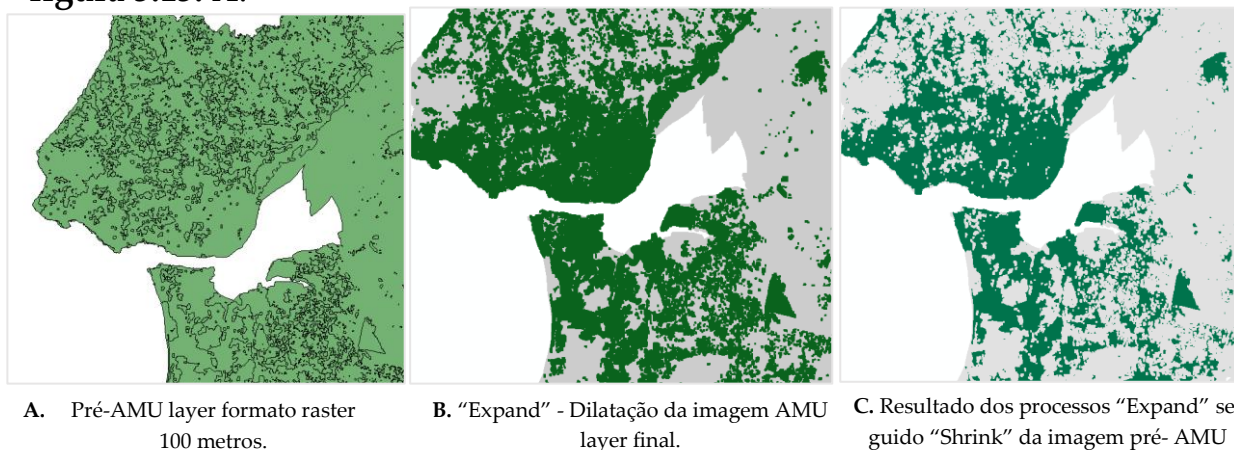 A. Pré-AMU layer formato raster
100 metros.
B. “Expand” - Dilatação da imagem AMU
layer final.
C. Resultado dos processos “Expand” se
guido “Shrink” da imagem pré- AMU